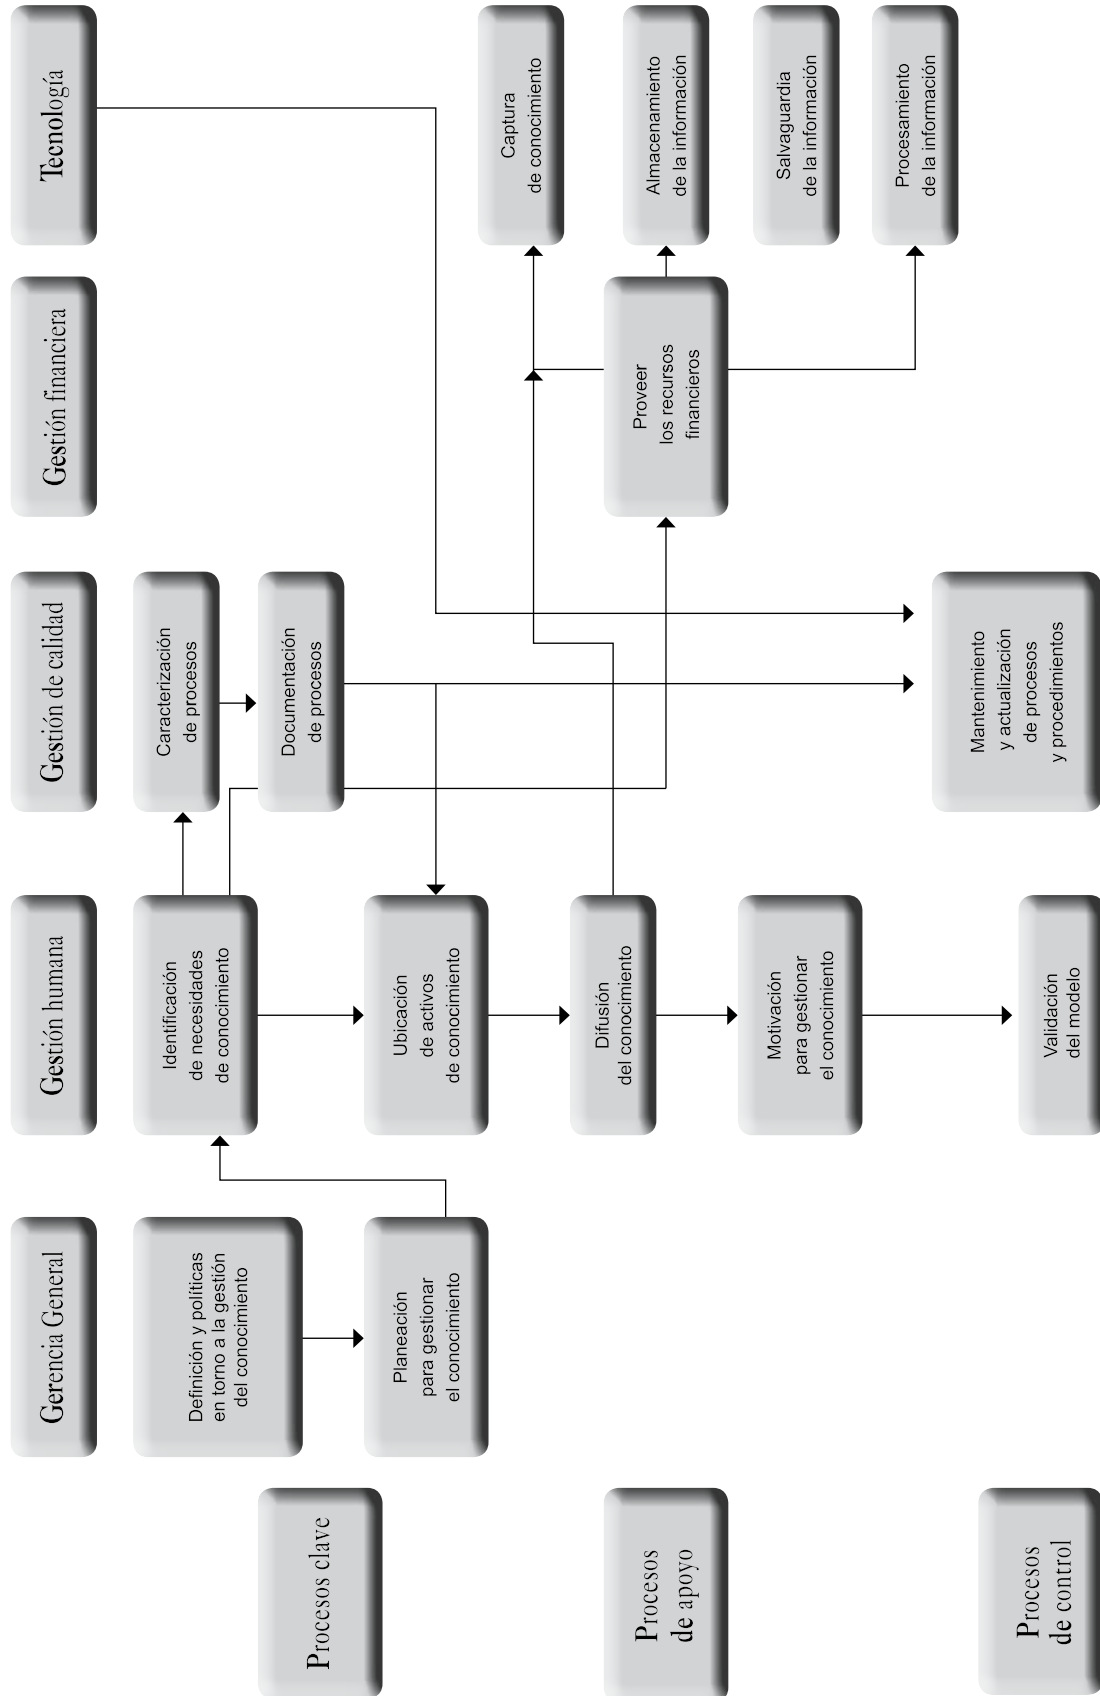 Gerencia General
Gestión humana
Gestión de calidad
Gestión financiera
Tecnología
Procesos clave
Definición y políticas
en torno a la gestión
del conocimiento
Planeación
para gestionar
el conocimiento
Identificación
de necesidades
de conocimiento
Ubicación
de activos
de conocimiento
Caracterización
de procesos
Documentación
de procesos
Procesos
de apoyo
Difusión
del conocimiento
Motivación
para gestionar
el conocimiento
Proveer
los recursos
financieros
Captura
de conocimiento
Almacenamiento
de la información
Salvaguardia
de la información
Procesamiento
de la información
Procesos
de control
Validación
del modelo
Mantenimiento
y actualización
de procesos
y procedimientos